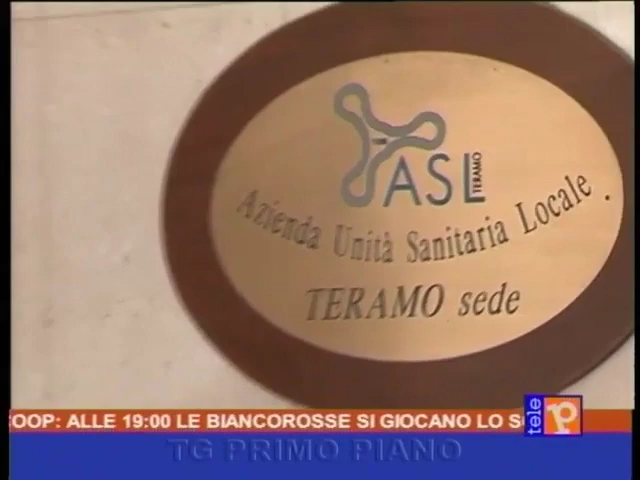 ASL
TERAMO
Azienda Unità Sanitaria Locale
TERAMO sede
OOP: ALLE 19:00 LE BIANCOROSSE SI GIOCANO LO
tele p
TG PRIMO PIANO